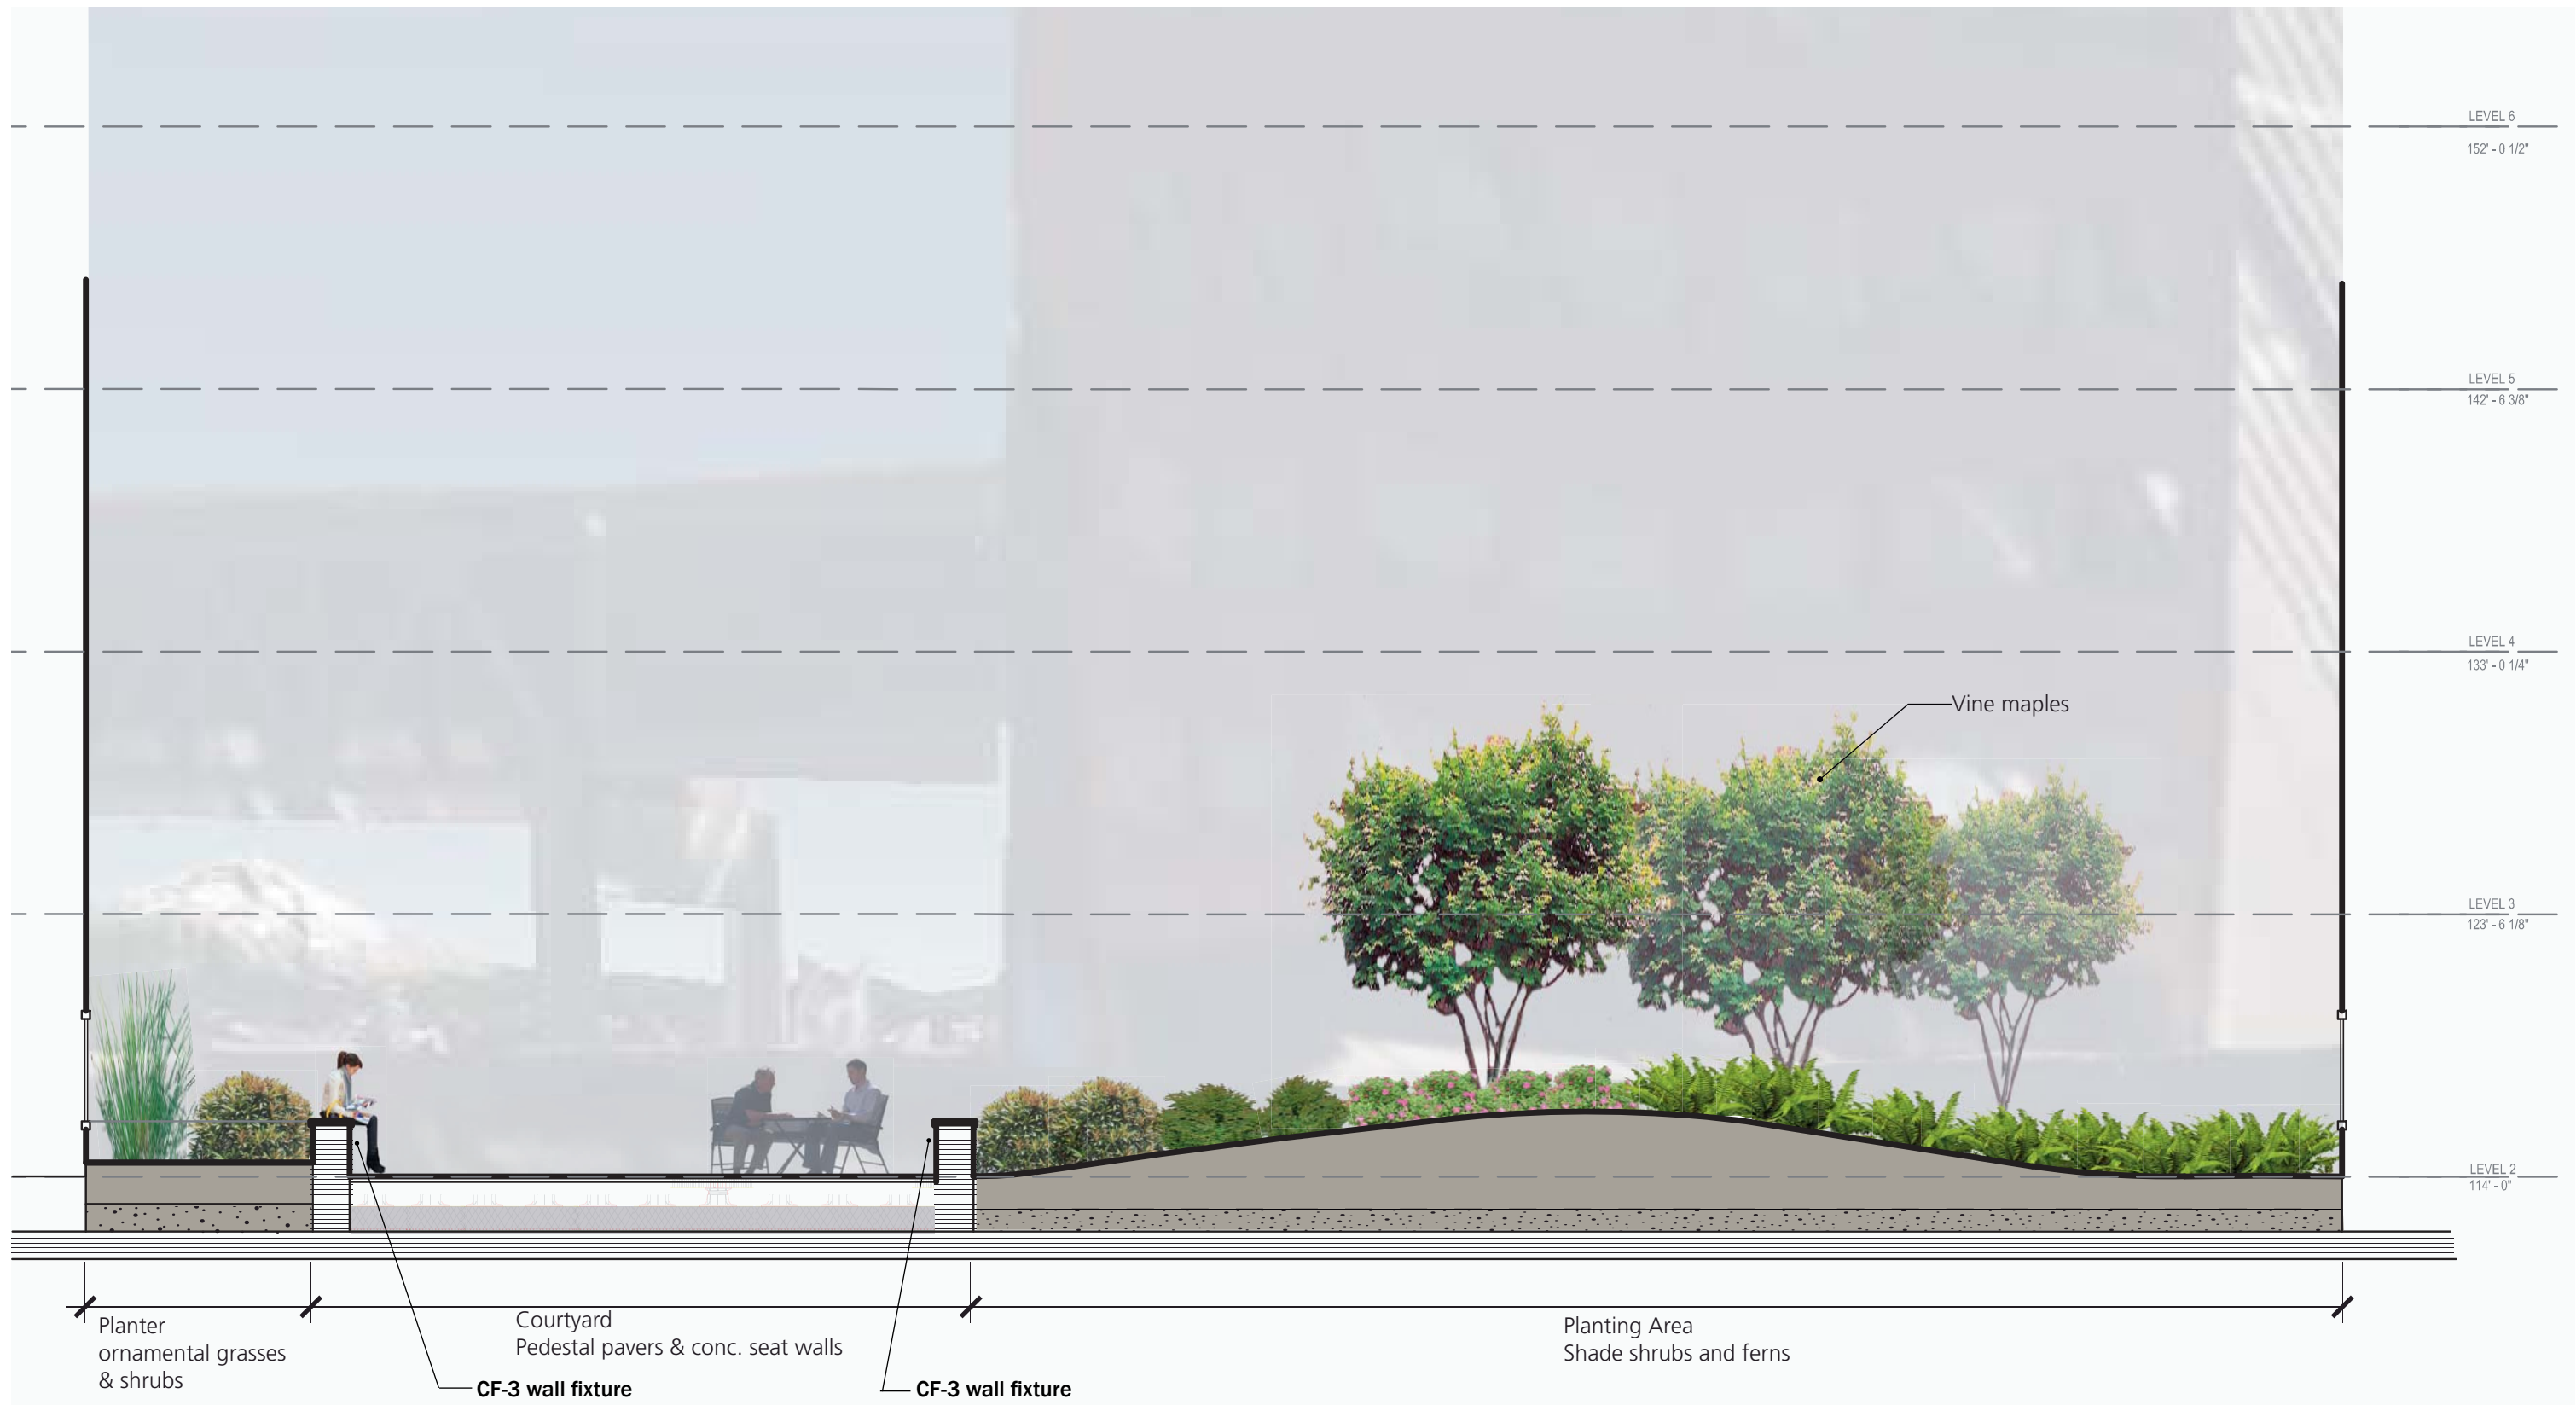 LEVEL 6
152' - 0 1/2"
LEVEL 5
142' - 6 3/8"
LEVEL 4
133' - 0 1/4"
Vine maples
LEVEL 3
123' - 6 1/8"
LEVEL 2
114' - 0"
Planter
ornamental grasses
& shrubs
Courtyard
Pedestal pavers & conc. seat walls
Planting Area
Shade shrubs and ferns
CF-3 wall fixture
CF-3 wall fixture